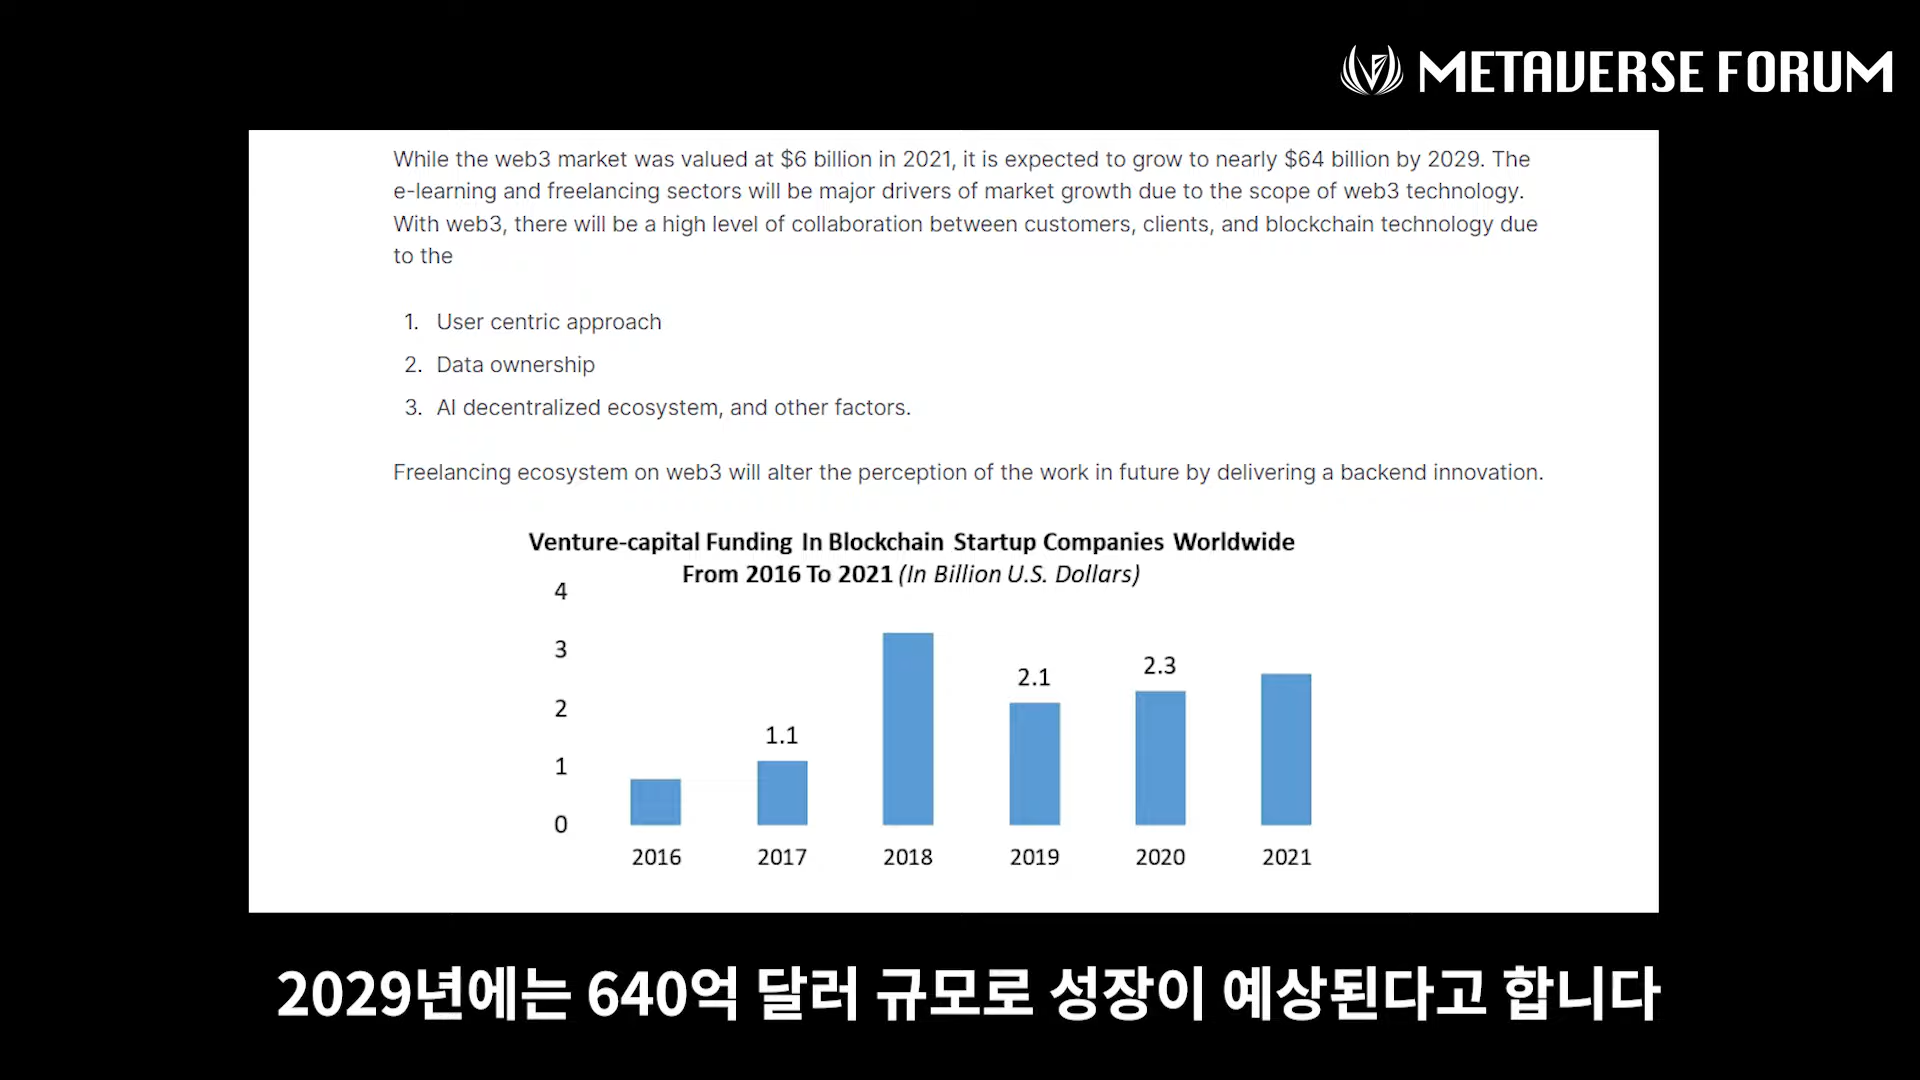 METAVERSE FORUM
While the web3 market was valued at $6 billion in 2021, it is expected to grow to nearly $64 billion by 2029. The
e-learning and freelancing sectors will be major drivers of market growth due to the scope of web3 technology.
With web3, there will be a high level of collaboration between customers, clients, and blockchain technology due
to the
1. User centric approach
2. Data ownership
3. AI decentralized ecosystem, and other factors.
Freelancing ecosystem on web3 will alter the perception of the work in future by delivering a backend innovation.
Venture-capital Funding In Blockchain Startup Companies Worldwide
From 2016 To 2021 (In Billion U.S. Dollars)
4
3
2
1
0
1.1
2.1
2.3
2016 2017 2018 2019 2020 2021
2029년에는 640억 달러 규모로 성장이 예상된다고 합니다